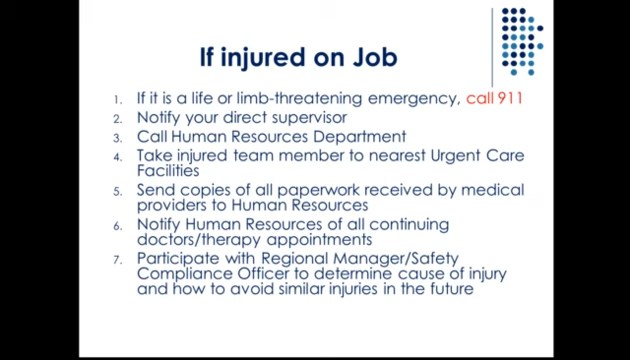 If injured on Job
1. If it is a life or limb-threatening emergency, call 911
2. Notify your direct supervisor
3. Call Human Resources Department
4. Take injured team member to nearest Urgent Care
Facilities
5. Send copies of all paperwork received by medical
providers to Human Resources
6. Notify Human Resources of all continuing
doctors/therapy appointments
7. Participate with Regional Manager/Safety
Compliance Officer to determine cause of injury
and how to avoid similar injuries in the future